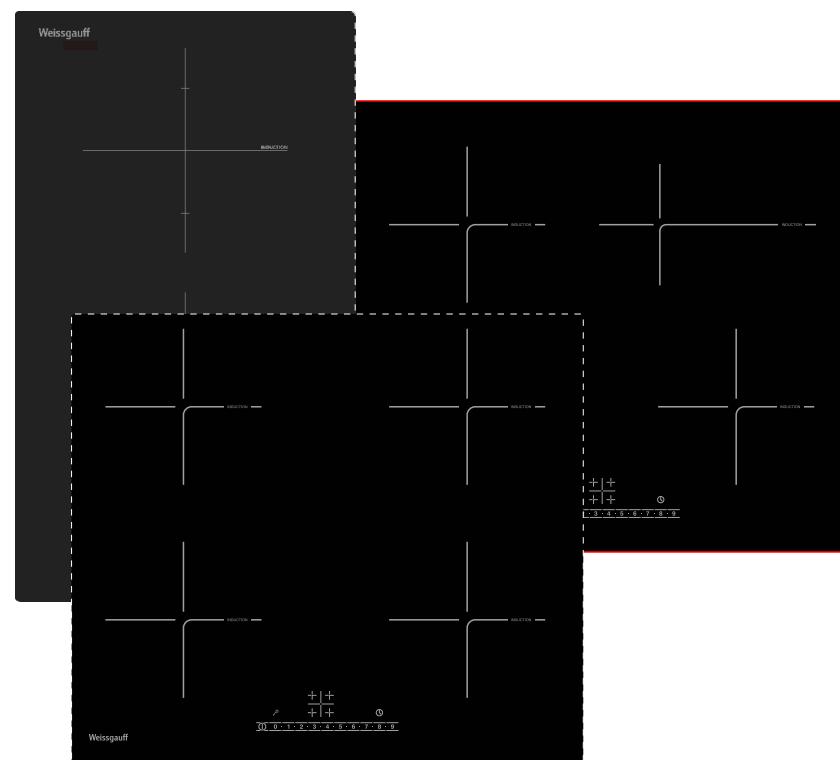 Weissgauff
INDUCTION
INDUCTION
INDUCTION
INDUCTION
INDUCTION
INDUCTION
· 3 · 4 · 5 · 6 · 7 · 8 · 9
INDUCTION
INDUCTION
0 · 1 · 2 · 3 · 4 · 5 · 6 · 7 · 8 · 9
Weissgauff